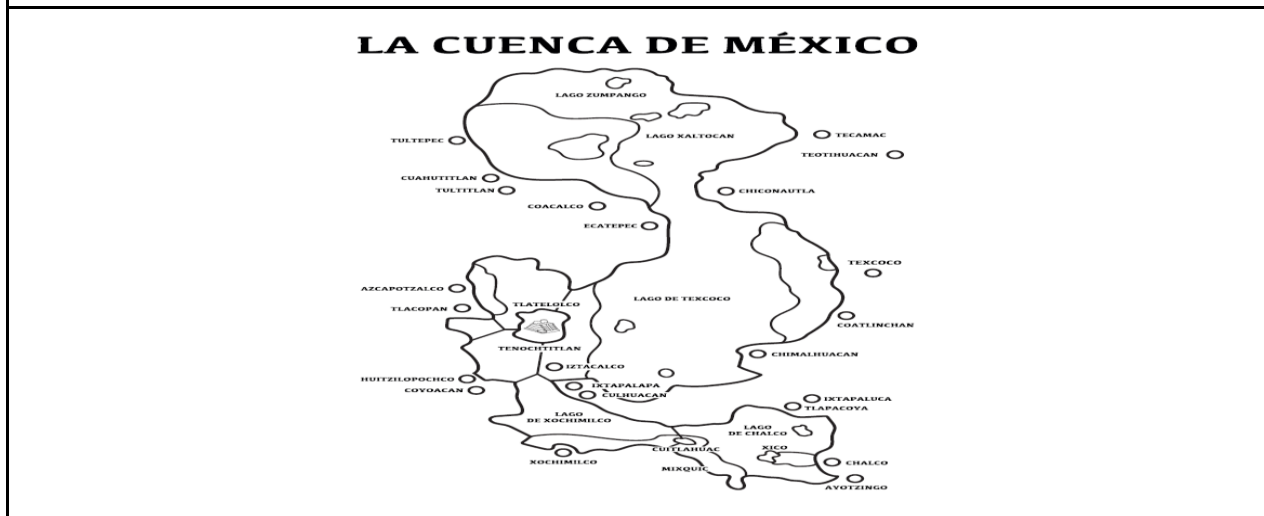 LA CUENCA DE MÉXICO
LAGO ZUMPANGO
LAGO XALTOCAN
TECAMAC
TULTEPEC
TEOTIHUACAN
CUAHUTITLAN
TULTITLAN
CHICONAUTLA
COACALCO
ECATEPEC
TEXCOCO
AZCAPOTZALCO
LAGO DE TEXCOCO
TLATELOLCO
TLACOPAN
COATLINCHAN
TENOCHTITLAN
CHIMALHUACAN
IZTACALCO
HUITZILOPOCHCO
IXTAPALAPA
COYOACAN
CULHUACAN
IXTAPALUCA
TLAPACOYA
LAGO
DE XOCHIMILCO
LAGO
DE CHALCO
CUITLAHUAC
XICO
XOCHIMILCO
MIXQUIC
CHALCO
AYOTZINGO